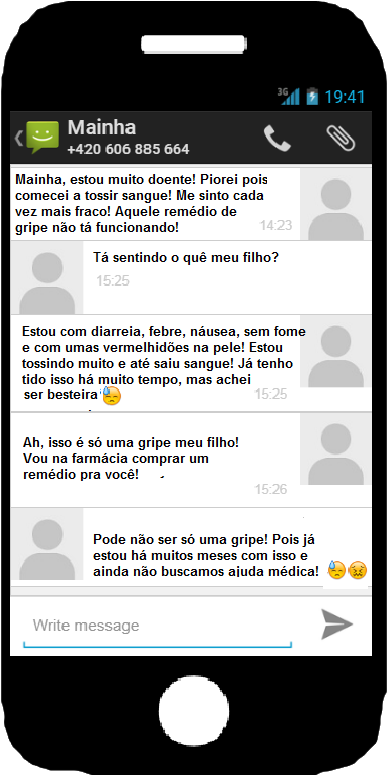 3G 19:41
Mainha
+420 606 885 664
Mainha, estou muito doente! Piorei pois
comecei a tossir sangue! Me sinto cada
vez mais fraco! Aquele remédio de
gripe não tá funcionando!
14:23
Tá sentindo o quê meu filho?
15:25
Estou com diarreia, febre, náusea, sem fome
e com umas vermelhidões na pele! Estou
tossindo muito e até saiu sangue! Já tenho
tido isso há muito tempo, mas achei
ser besteira
15:25
Ah, isso é só uma gripe meu filho!
Vou na farmácia comprar um
remédio pra você!
15:26
Pode não ser só uma gripe! Pois já
estou há muitos meses com isso e
ainda não buscamos ajuda médica!
Write message